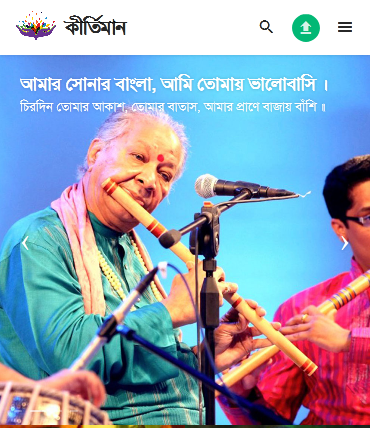 কীর্তিমান
আমার সোনার বাংলা, আমি তোমায় ভালোবাসি ।
চিরদিন তোমার আকাশ, তোমার বাতাস, আমার প্রাণে বাজায় বাঁশি ॥